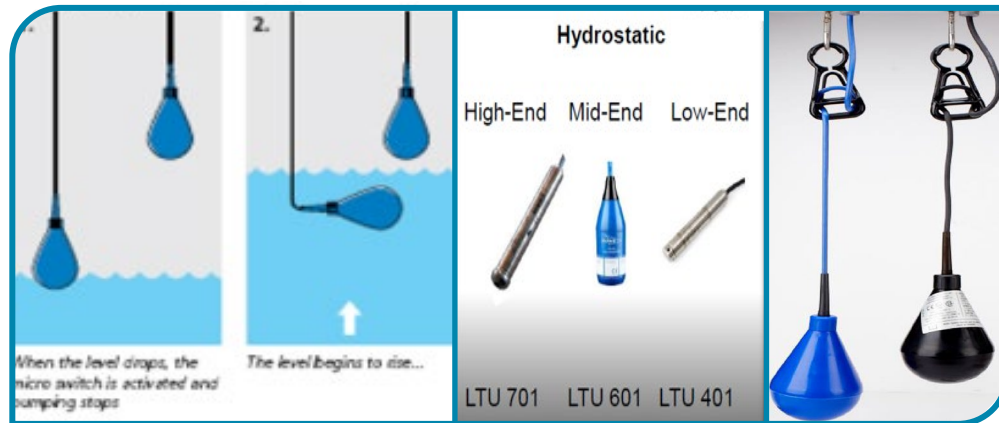 2.
When the level drops, the
micro switch is activated and
pumping stops
The level begins to rise...
Hydrostatic
High-End Mid-End Low-End
LTU 701 LTU 601 LTU 401